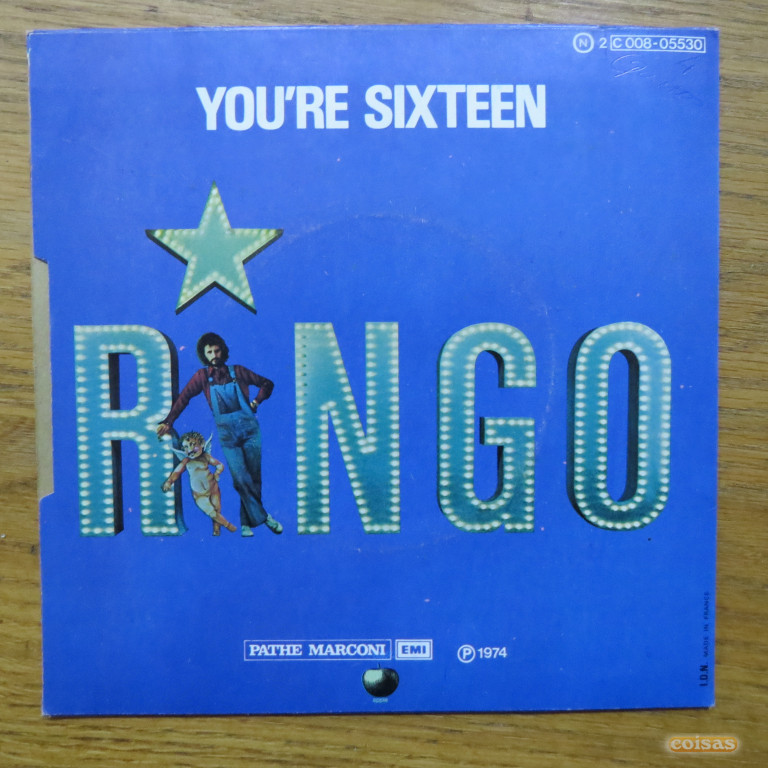 N 2 C 008-05530
YOU'RE SIXTEEN
RINGO
PATHE MARCONI EMI ℗ 1974
I.D.N. MADE IN FRANCE
coisas